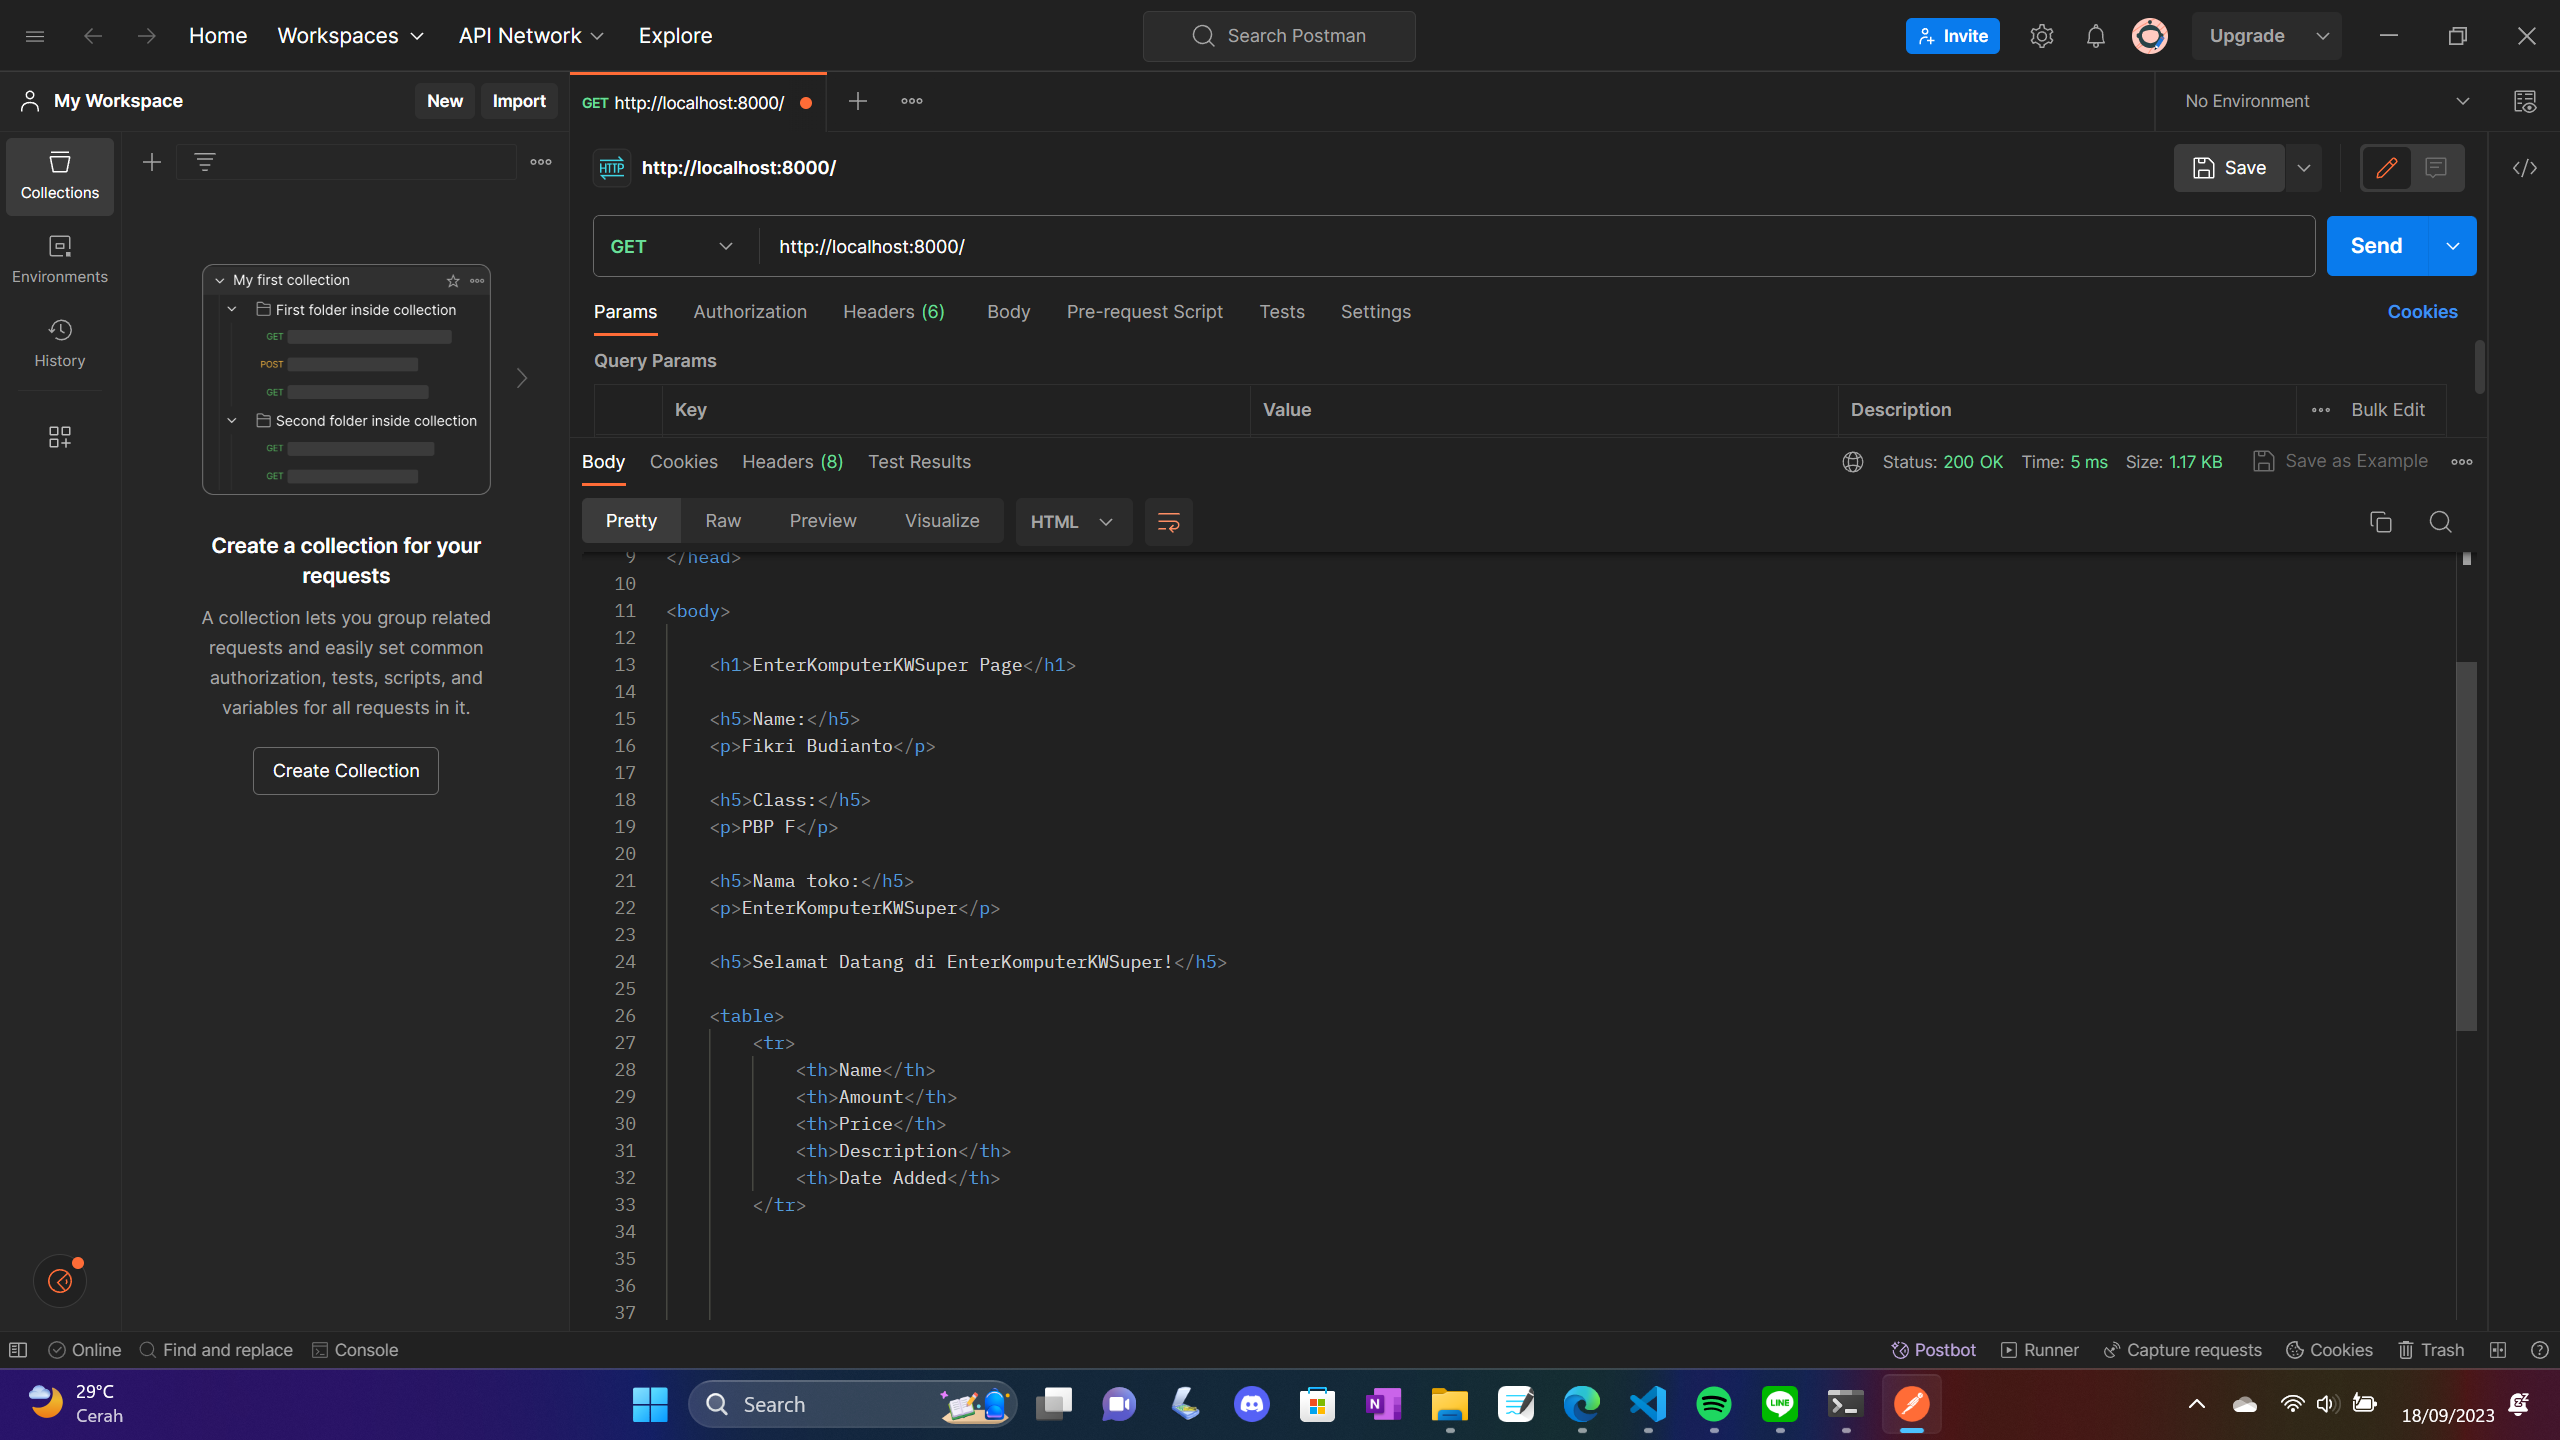 Home Workspaces API Network Explore Search Postman Invite Upgrade
My Workspace New Import GET http://localhost:8000/ No Environment
Collections
Environments
History
My first collection
First folder inside collection
GET
POST
GET
Second folder inside collection
GET
GET
Create a collection for your
requests
A collection lets you group related
requests and easily set common
authorization, tests, scripts, and
variables for all requests in it.
Create Collection
HTTP http://localhost:8000/ Save
GET http://localhost:8000/ Send
Params Authorization Headers (6) Body Pre-request Script Tests Settings Cookies
Query Params
Key Value Description Bulk Edit
Body Cookies Headers (8) Test Results Status: 200 OK Time: 5 ms Size: 1.17 KB Save as Example
Pretty Raw Preview Visualize HTML
9 </head>
10
11 <body>
12
13 <h1>EnterKomputerKWSuper Page</h1>
14
15 <h5>Name:</h5>
16 <p>Fikri Budianto</p>
17
18 <h5>Class:</h5>
19 <p>PBP F</p>
20
21 <h5>Nama toko:</h5>
22 <p>EnterKomputerKWSuper</p>
23
24 <h5>Selamat Datang di EnterKomputerKWSuper!</h5>
25
26 <table>
27 <tr>
28 <th>Name</th>
29 <th>Amount</th>
30 <th>Price</th>
31 <th>Description</th>
32 <th>Date Added</th>
33 </tr>
34
35
36
37
Online Find and replace Console Postbot Runner Capture requests Cookies Trash
29°C
Cerah
Search
N
LINE
18/09/2023